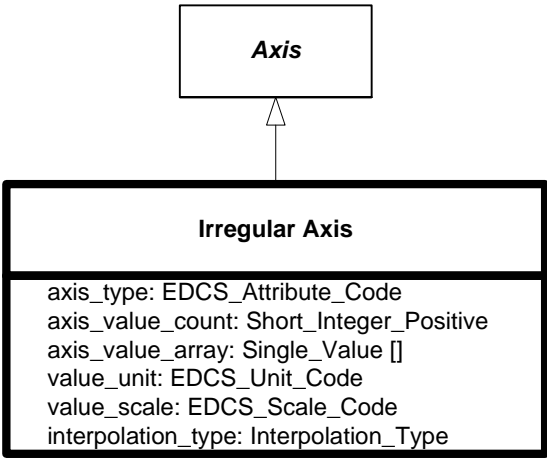 Axis
Irregular Axis
axis_type: EDCS_Attribute_Code
axis_value_count: Short_Integer_Positive
axis_value_array: Single_Value []
value_unit: EDCS_Unit_Code
value_scale: EDCS_Scale_Code
interpolation_type: Interpolation_Type